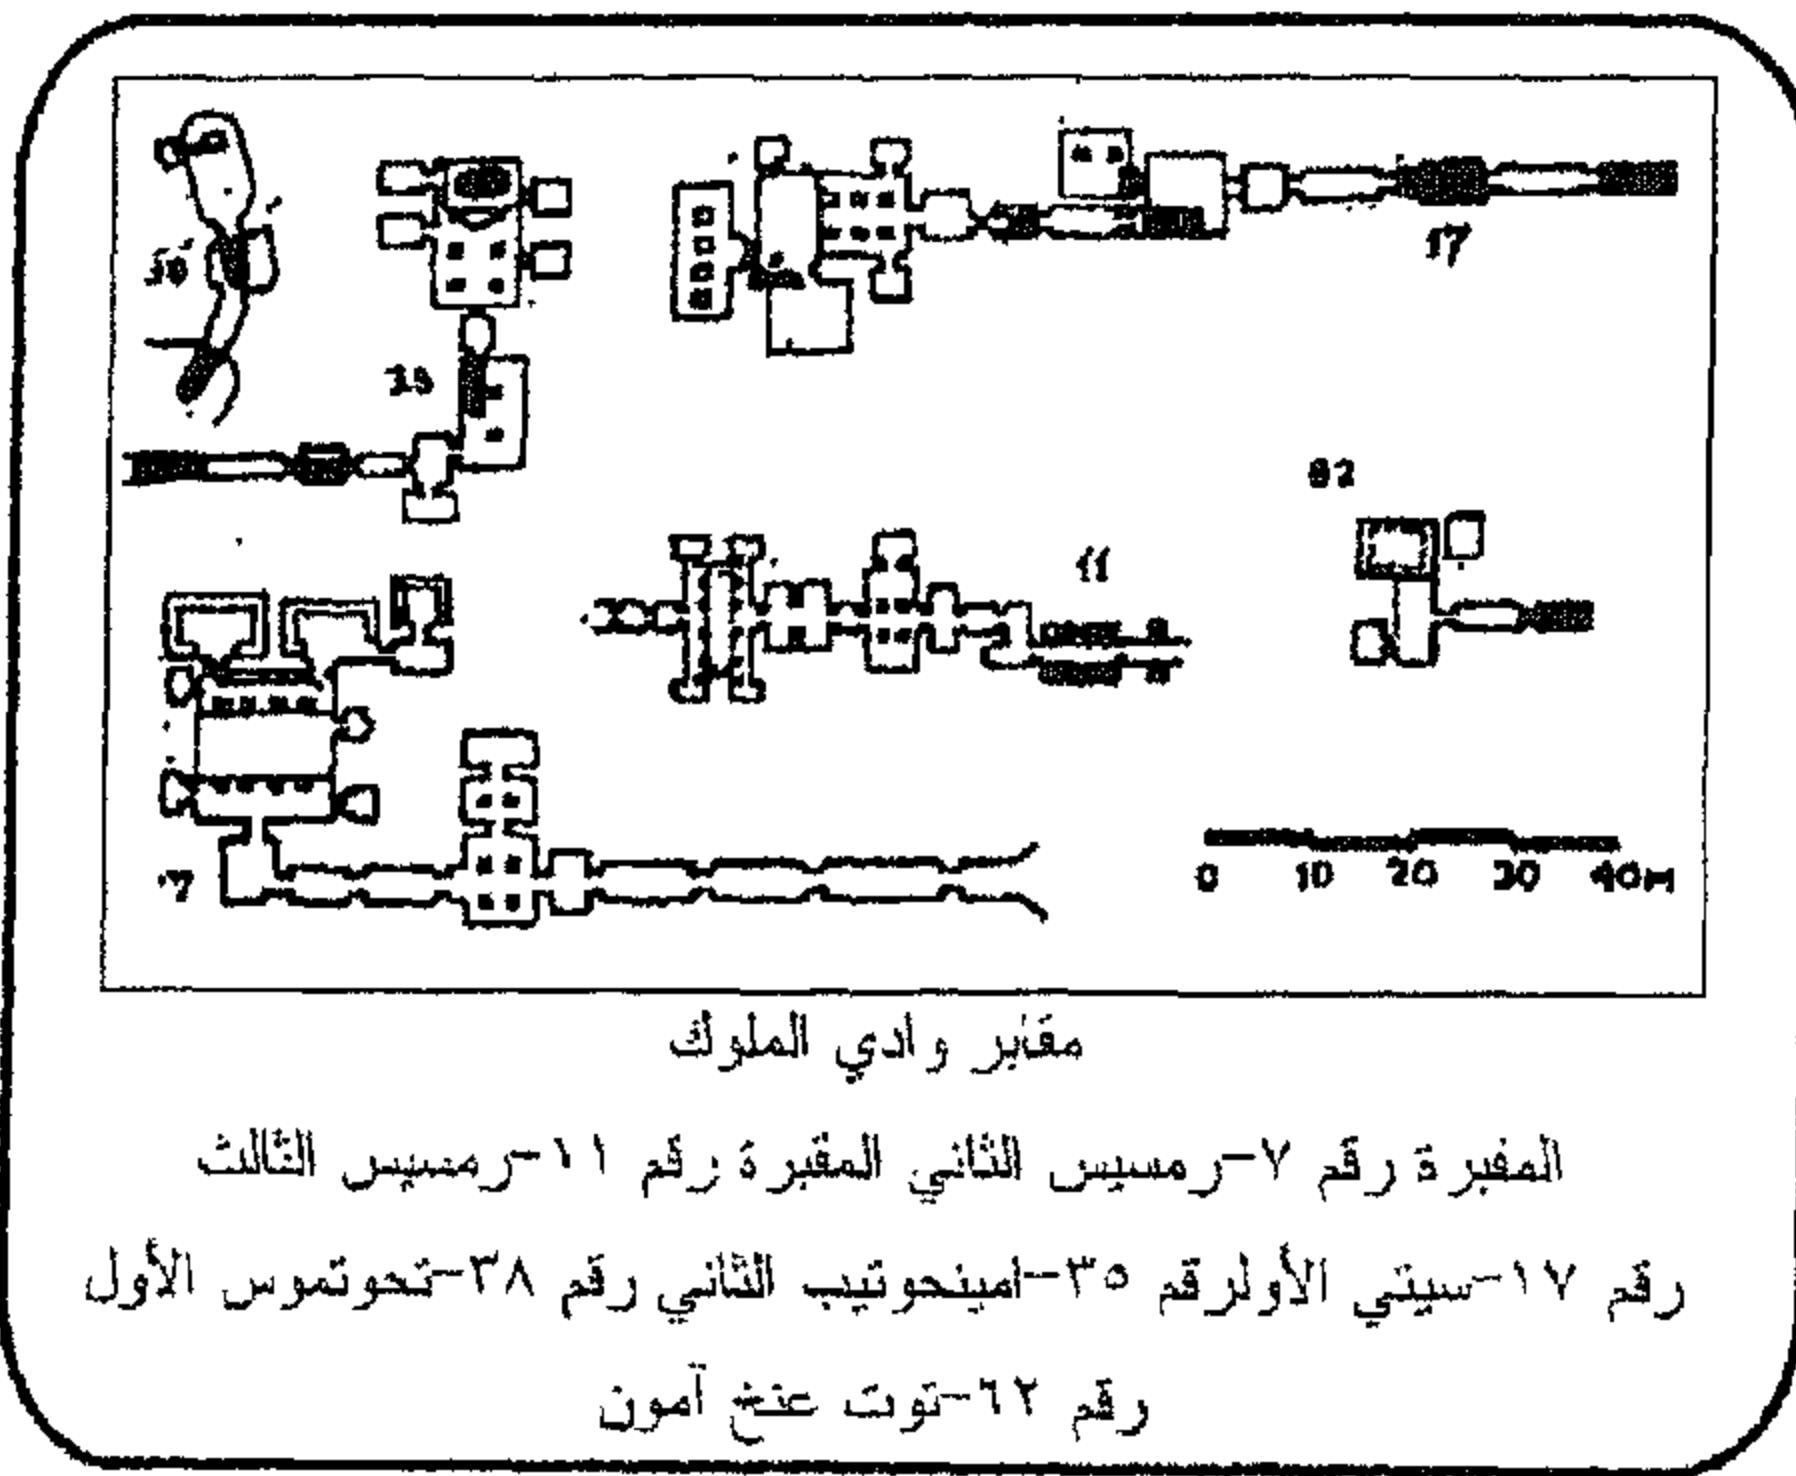 17
35
62
11
7
0 10 20 30 40м
مقابر وادي الملوك
المقبرة رقم ٧-رمسيس الثاني المقبرة رقم ١١-رمسيس الثالث
رقم ١٧-سيتي الأولرقم ٣٥-امينحوتيب الثاني رقم ٣٨-تحوتموس الأول
رقم ٦٢-توت عنخ آمون